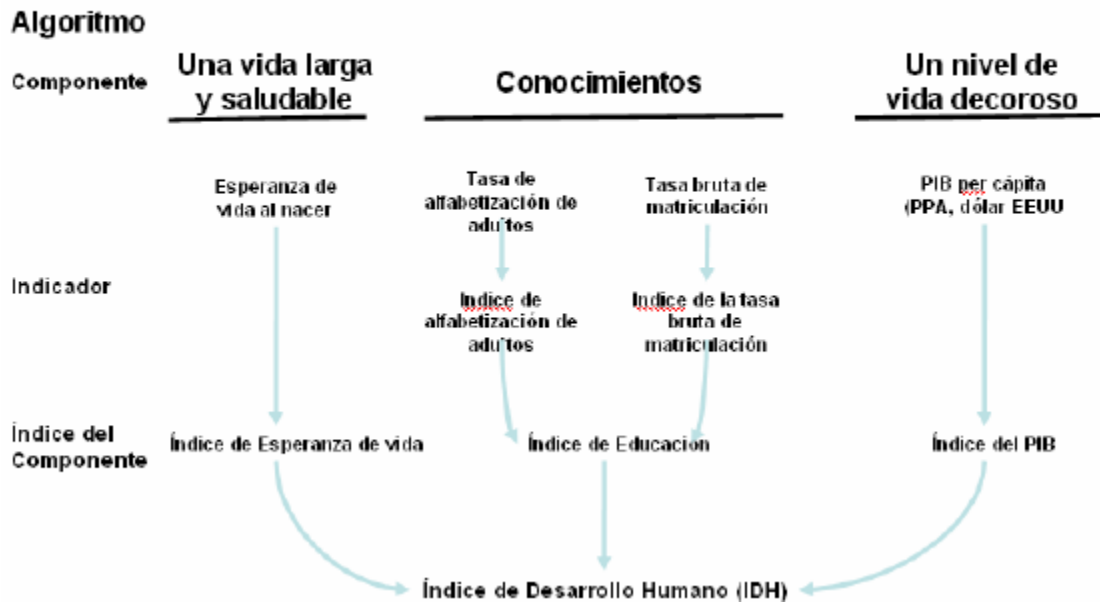 Algoritmo
Componente
Una vida larga
y saludable
Conocimientos
Un nivel de
vida decoroso
Esperanza de
vida al nacer
Tasa de
alfabetización de
adultos
Tasa bruta de
matriculación
PIB per cápita
(PPA, dólar EEUU
Indicador
Indice de
alfabetización de
adultos
Indice de la tasa
bruta de
matriculación
Índice del
Componente
Índice de Esperanza de vida
Índice de Educación
Índice del PIB
Índice de Desarrollo Humano (IDH)